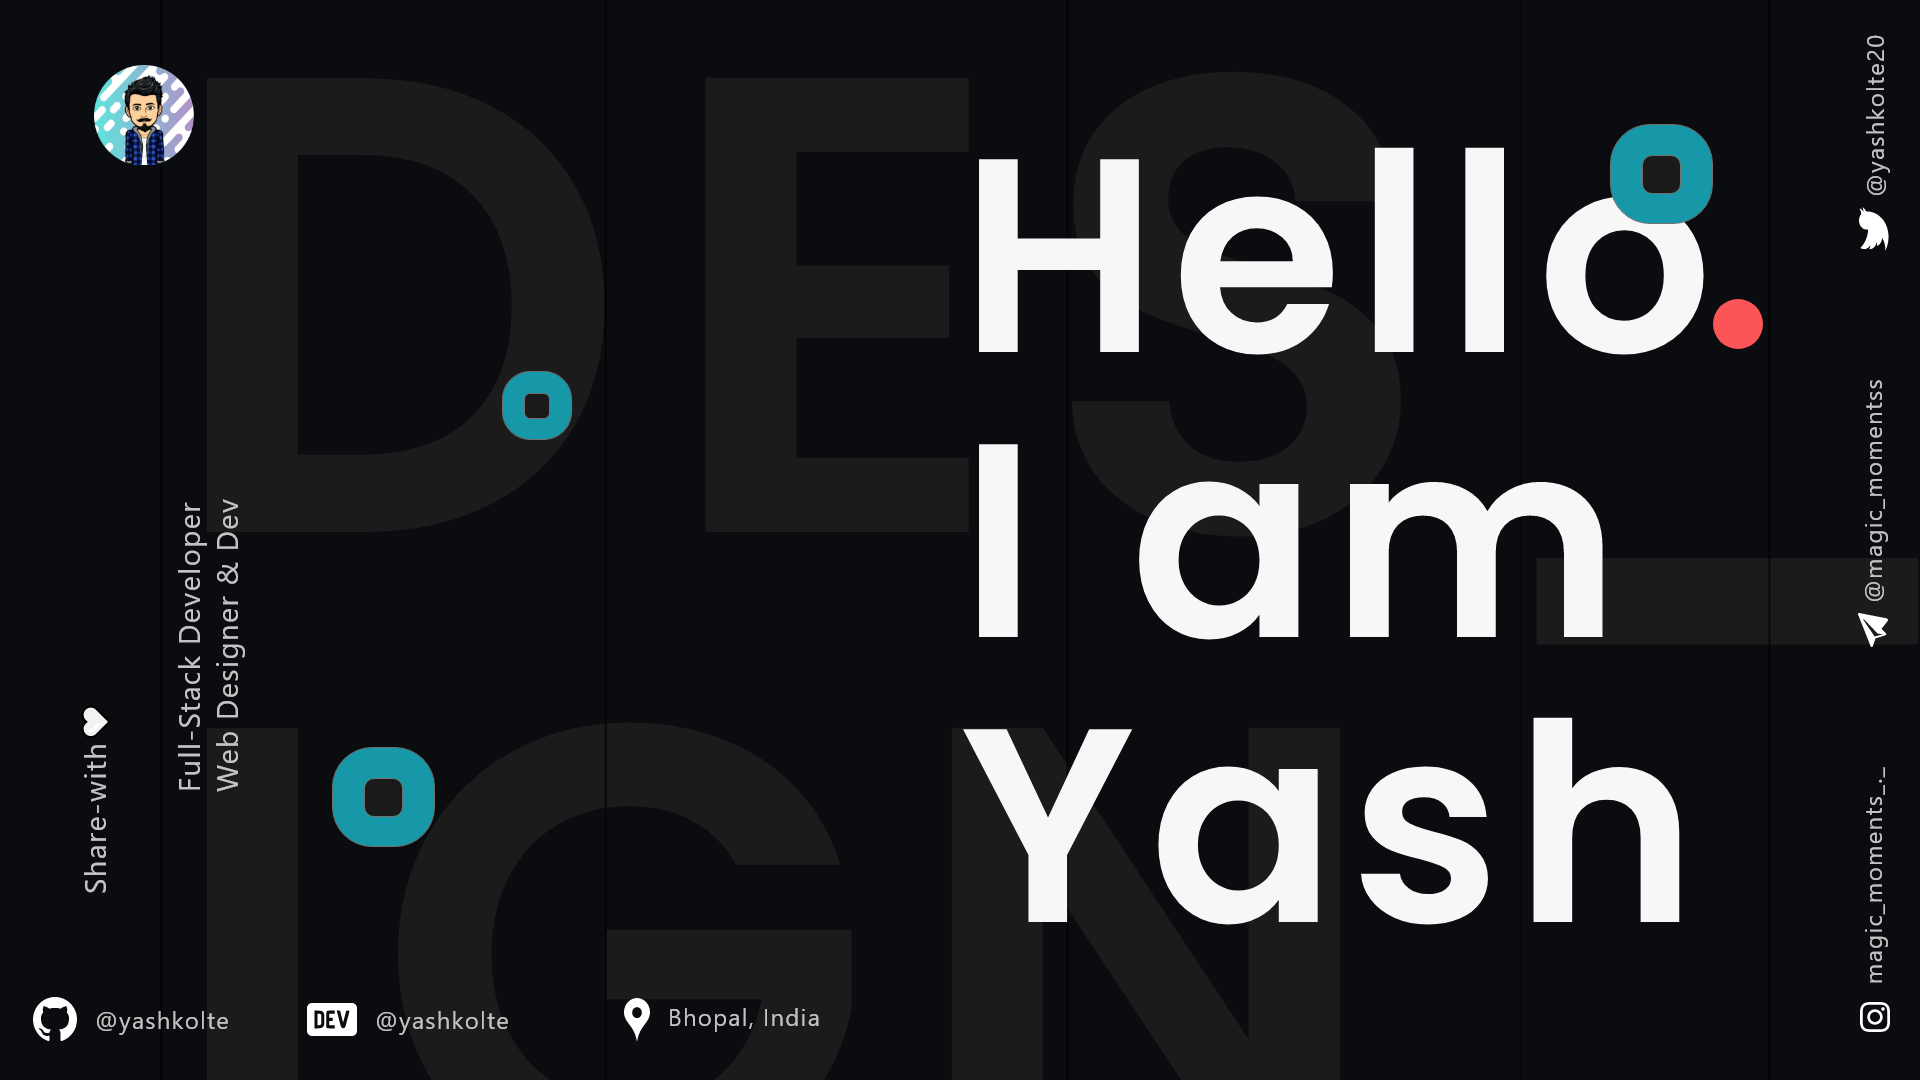 DES
IGN
Hello.
I am
Yash
Full-Stack Developer
Web Designer & Dev
Share-with
@yashkolte
DEV
@yashkolte
Bhopal, India
@yashkolte20
@magic_momentss
magic_moments_._